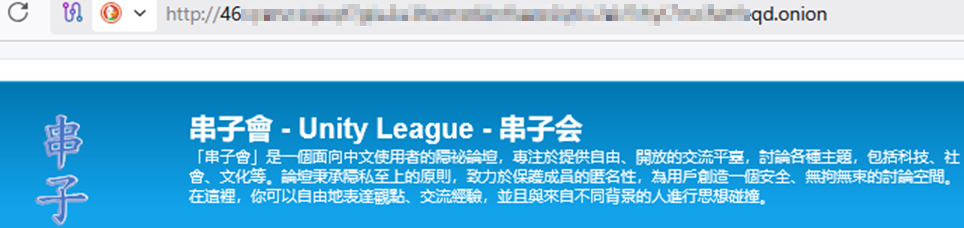 http://46 qd.onion
串子
串子會 - Unity League - 串子会
「串子會」是一個面向中文使用者的隱祕論壇，專注於提供自由、開放的交流平臺，討論各種主題，包括科技、社
會、文化等。論壇秉承隱私至上的原則，致力於保護成員的匿名性，為用戶創造一個安全、無拘無束的討論空間。
在這裡，你可以自由地表達觀點、交流經驗，並且與來自不同背景的人進行思想碰撞。